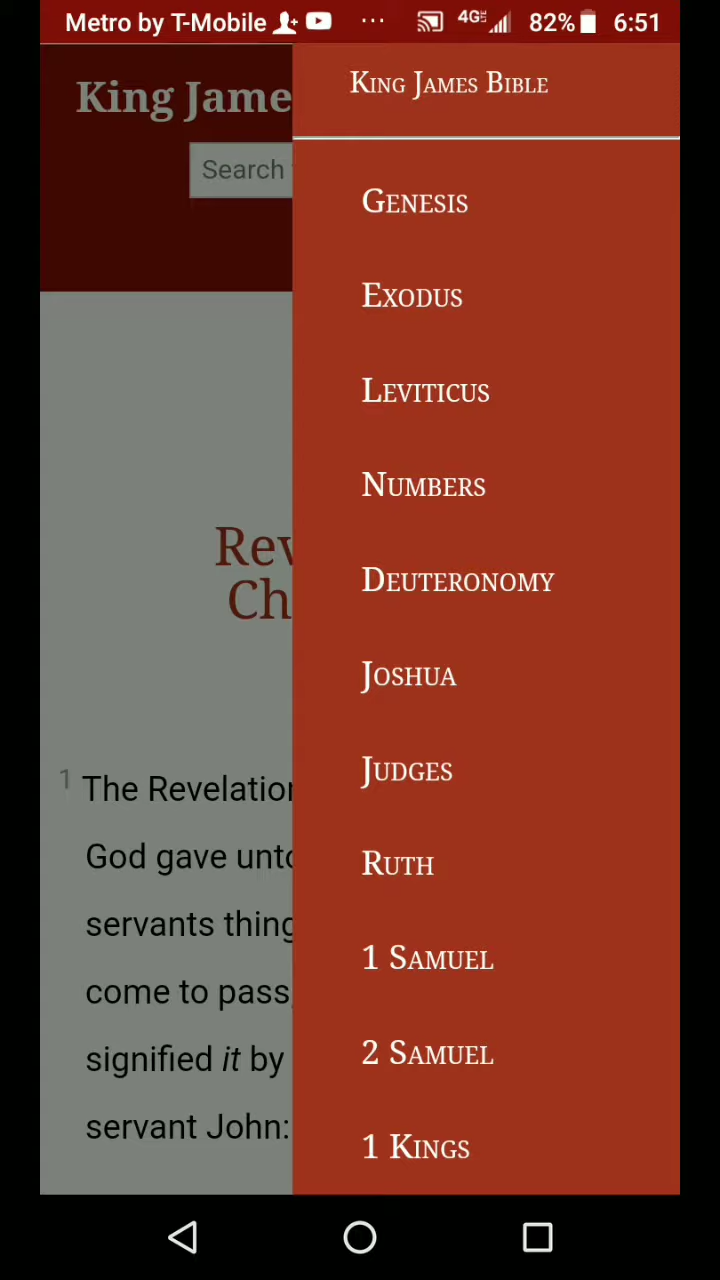 Metro by T-Mobile ... 4G LTE 82% 6:51
King Jame
Search
King James Bible
Genesis
Exodus
Leviticus
Numbers
Deuteronomy
Joshua
Judges
Ruth
1 Samuel
2 Samuel
1 Kings
Rev
Ch
1 The Revelation
God gave unto
servants thing
come to pass,
signified it by
servant John: